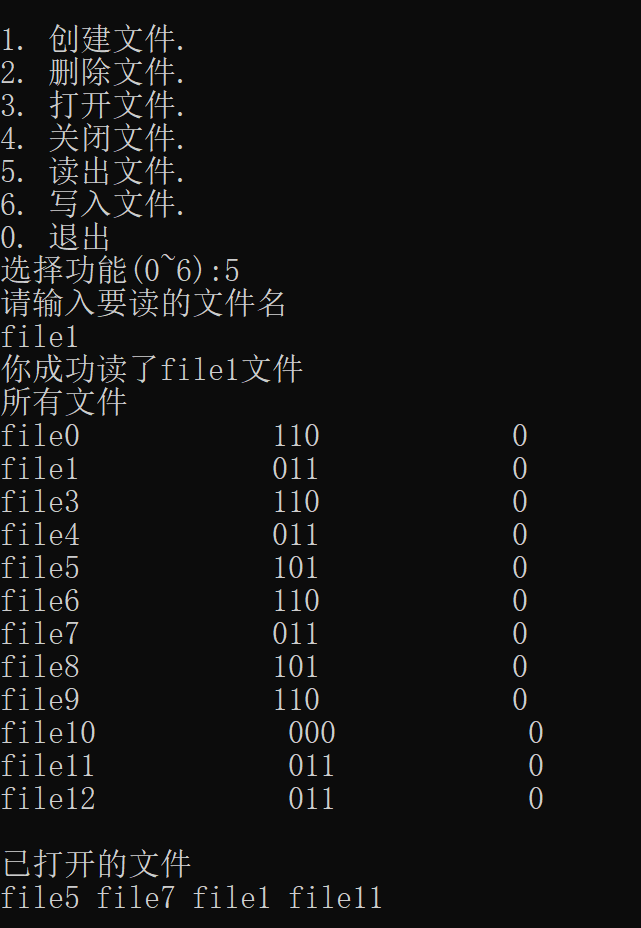 1. 创建文件.
2. 删除文件.
3. 打开文件.
4. 关闭文件.
5. 读出文件.
6. 写入文件.
0. 退出
选择功能(0~6):5
请输入要读的文件名
file1
你成功读了file1文件
所有文件
file0 110 0
file1 011 0
file3 110 0
file4 011 0
file5 101 0
file6 110 0
file7 011 0
file8 101 0
file9 110 0
file10 000 0
file11 011 0
file12 011 0
已打开的文件
file5 file7 file1 file11